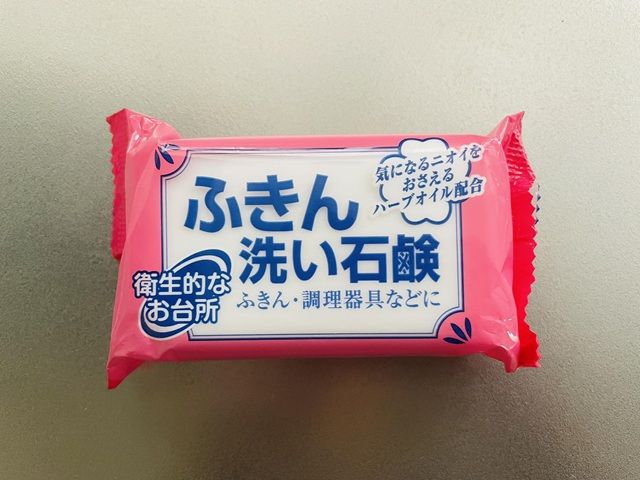 気になるニオイを
おさえる
ハーブオイル配合
ふきん
洗い石鹸
衛生的な
お台所
ふきん・調理器具などに